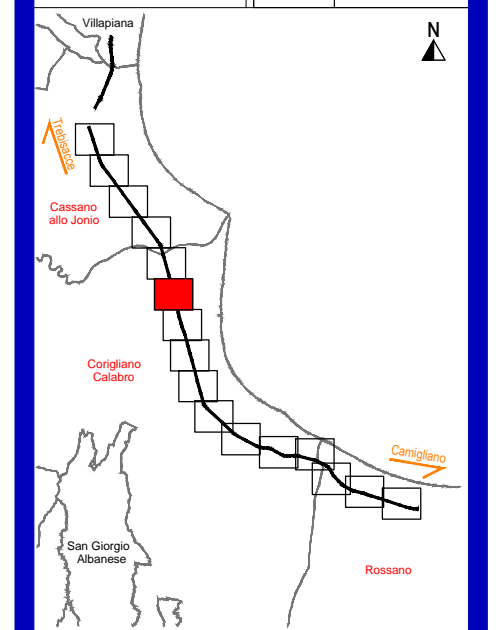 Villapiana
N
Trebisacce
Cassano
allo Jonio
Corigliano
Calabro
Camigliano
San Giorgio
Albanese
Rossano